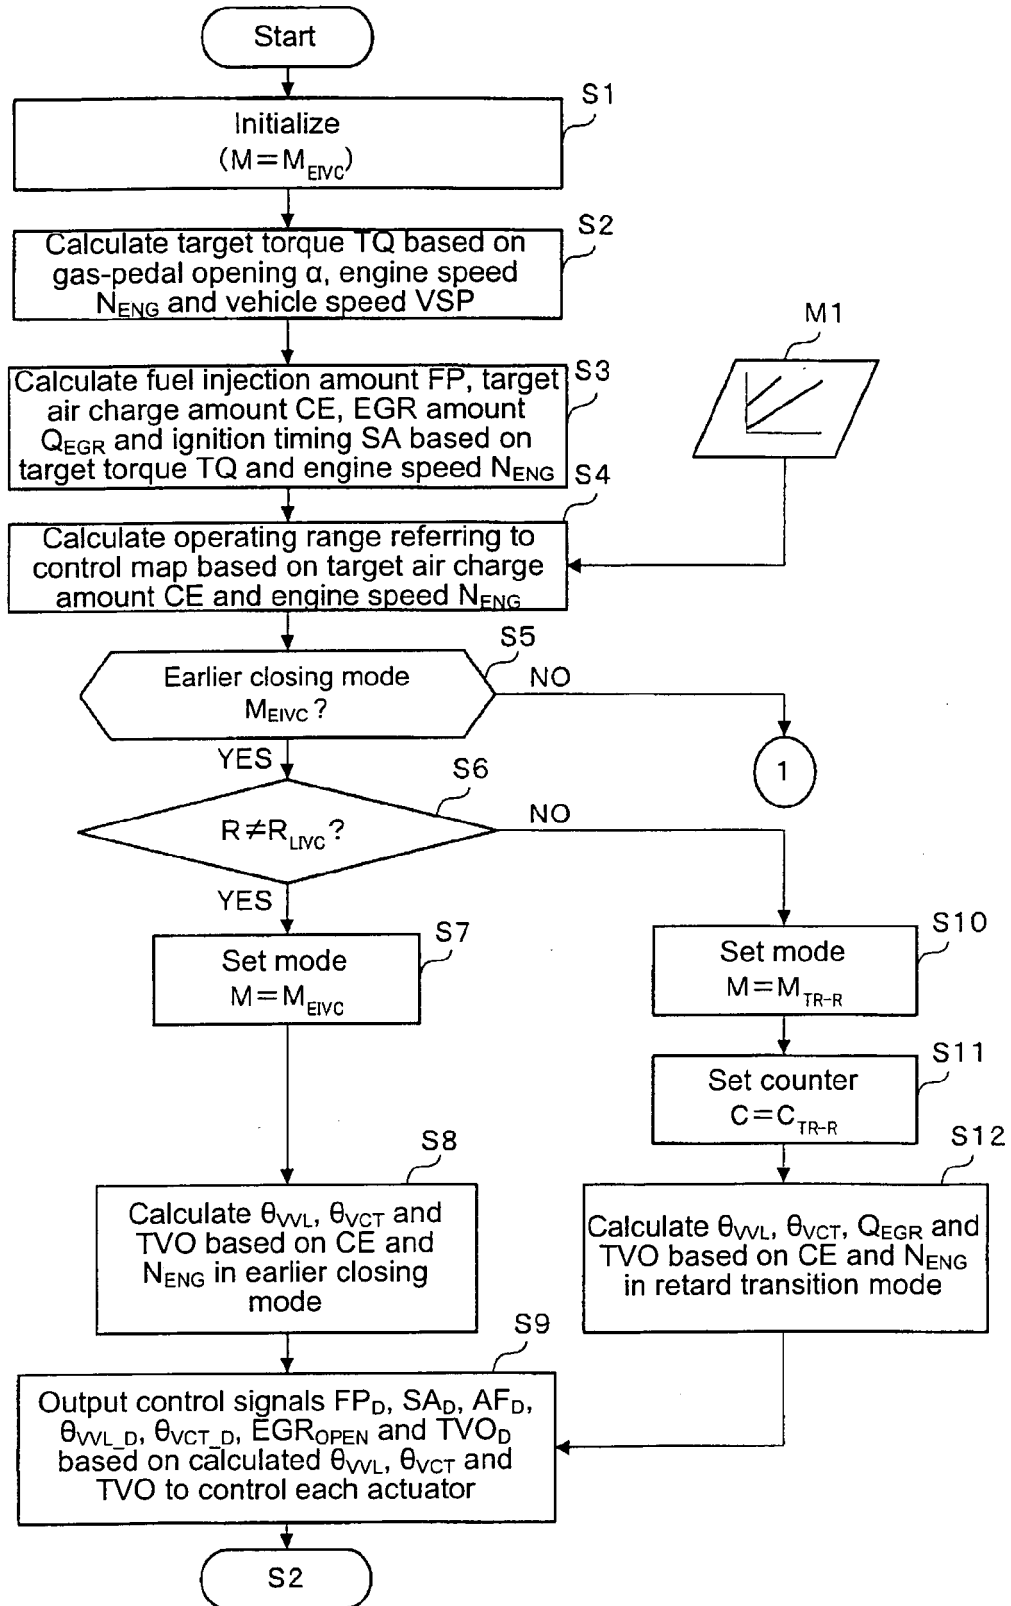 Start
S1
Initialize
(M=M_EIVC)
S2
Calculate target torque TQ based on
gas-pedal opening α, engine speed
N_ENG and vehicle speed VSP
M1
S3
Calculate fuel injection amount FP, target
air charge amount CE, EGR amount
Q_EGR and ignition timing SA based on
target torque TQ and engine speed N_ENG
S4
Calculate operating range referring to
control map based on target air charge
amount CE and engine speed N_ENG
S5
Earlier closing mode
M_EIVC?
NO
1
YES
S6
R≠R_LIVC?
NO
YES
S7
Set mode
M=M_EIVC
S10
Set mode
M=M_TR-R
S11
Set counter
C=C_TR-R
S8
Calculate θ_VVL, θ_VCT and
TVO based on CE and
N_ENG in earlier closing
mode
S12
Calculate θ_VVL, θ_VCT, Q_EGR and
TVO based on CE and N_ENG
in retard transition mode
S9
Output control signals FP_D, SA_D, AF_D,
θ_VVL_D, θ_VCT_D, EGR_OPEN and TVO_D
based on calculated θ_VVL, θ_VCT and
TVO to control each actuator
S2